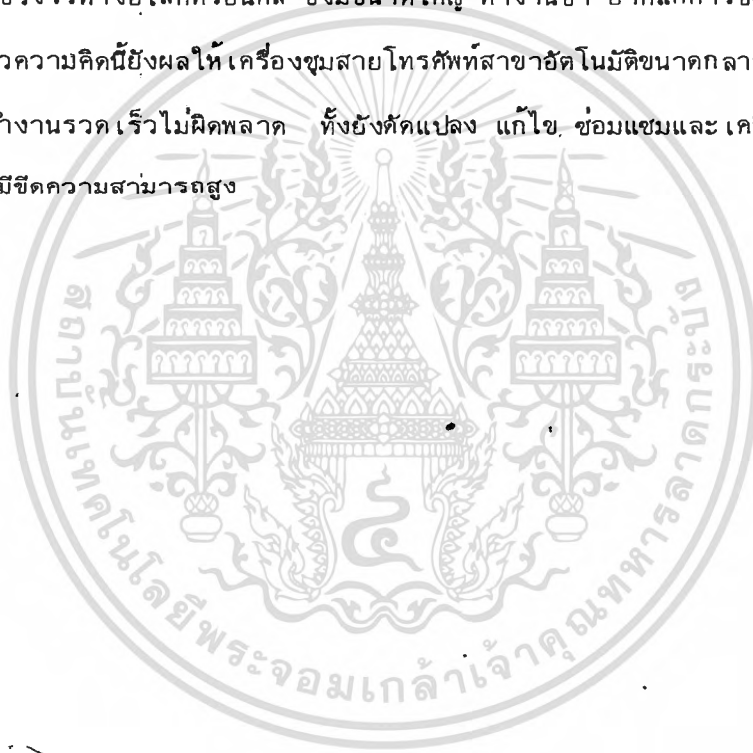 วความคิดนี้ยังผลให้เครื่องชุมสายโทรศัพท์สาขาอัตโนมัติขนาดกลา
ทำงานรวดเร็วไม่ผิดพลาด ทั้งยังดัดแปลง แก้ไข ซ่อมแซมและเค
มีขีดความสามารถสูง
สถาบันเทคโนโลยีพระจอมเกล้าเจ้าคุณทหารลาดกระบัง